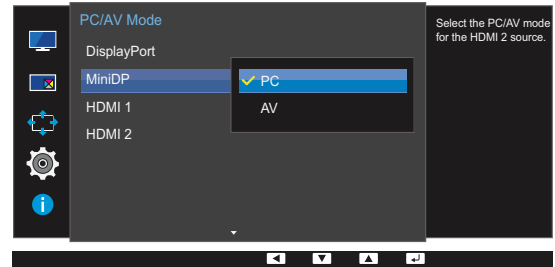 PC/AV Mode
Select the PC/AV mode
for the HDMI 2 source.
DisplayPort
MiniDP
PC
HDMI 1
AV
HDMI 2